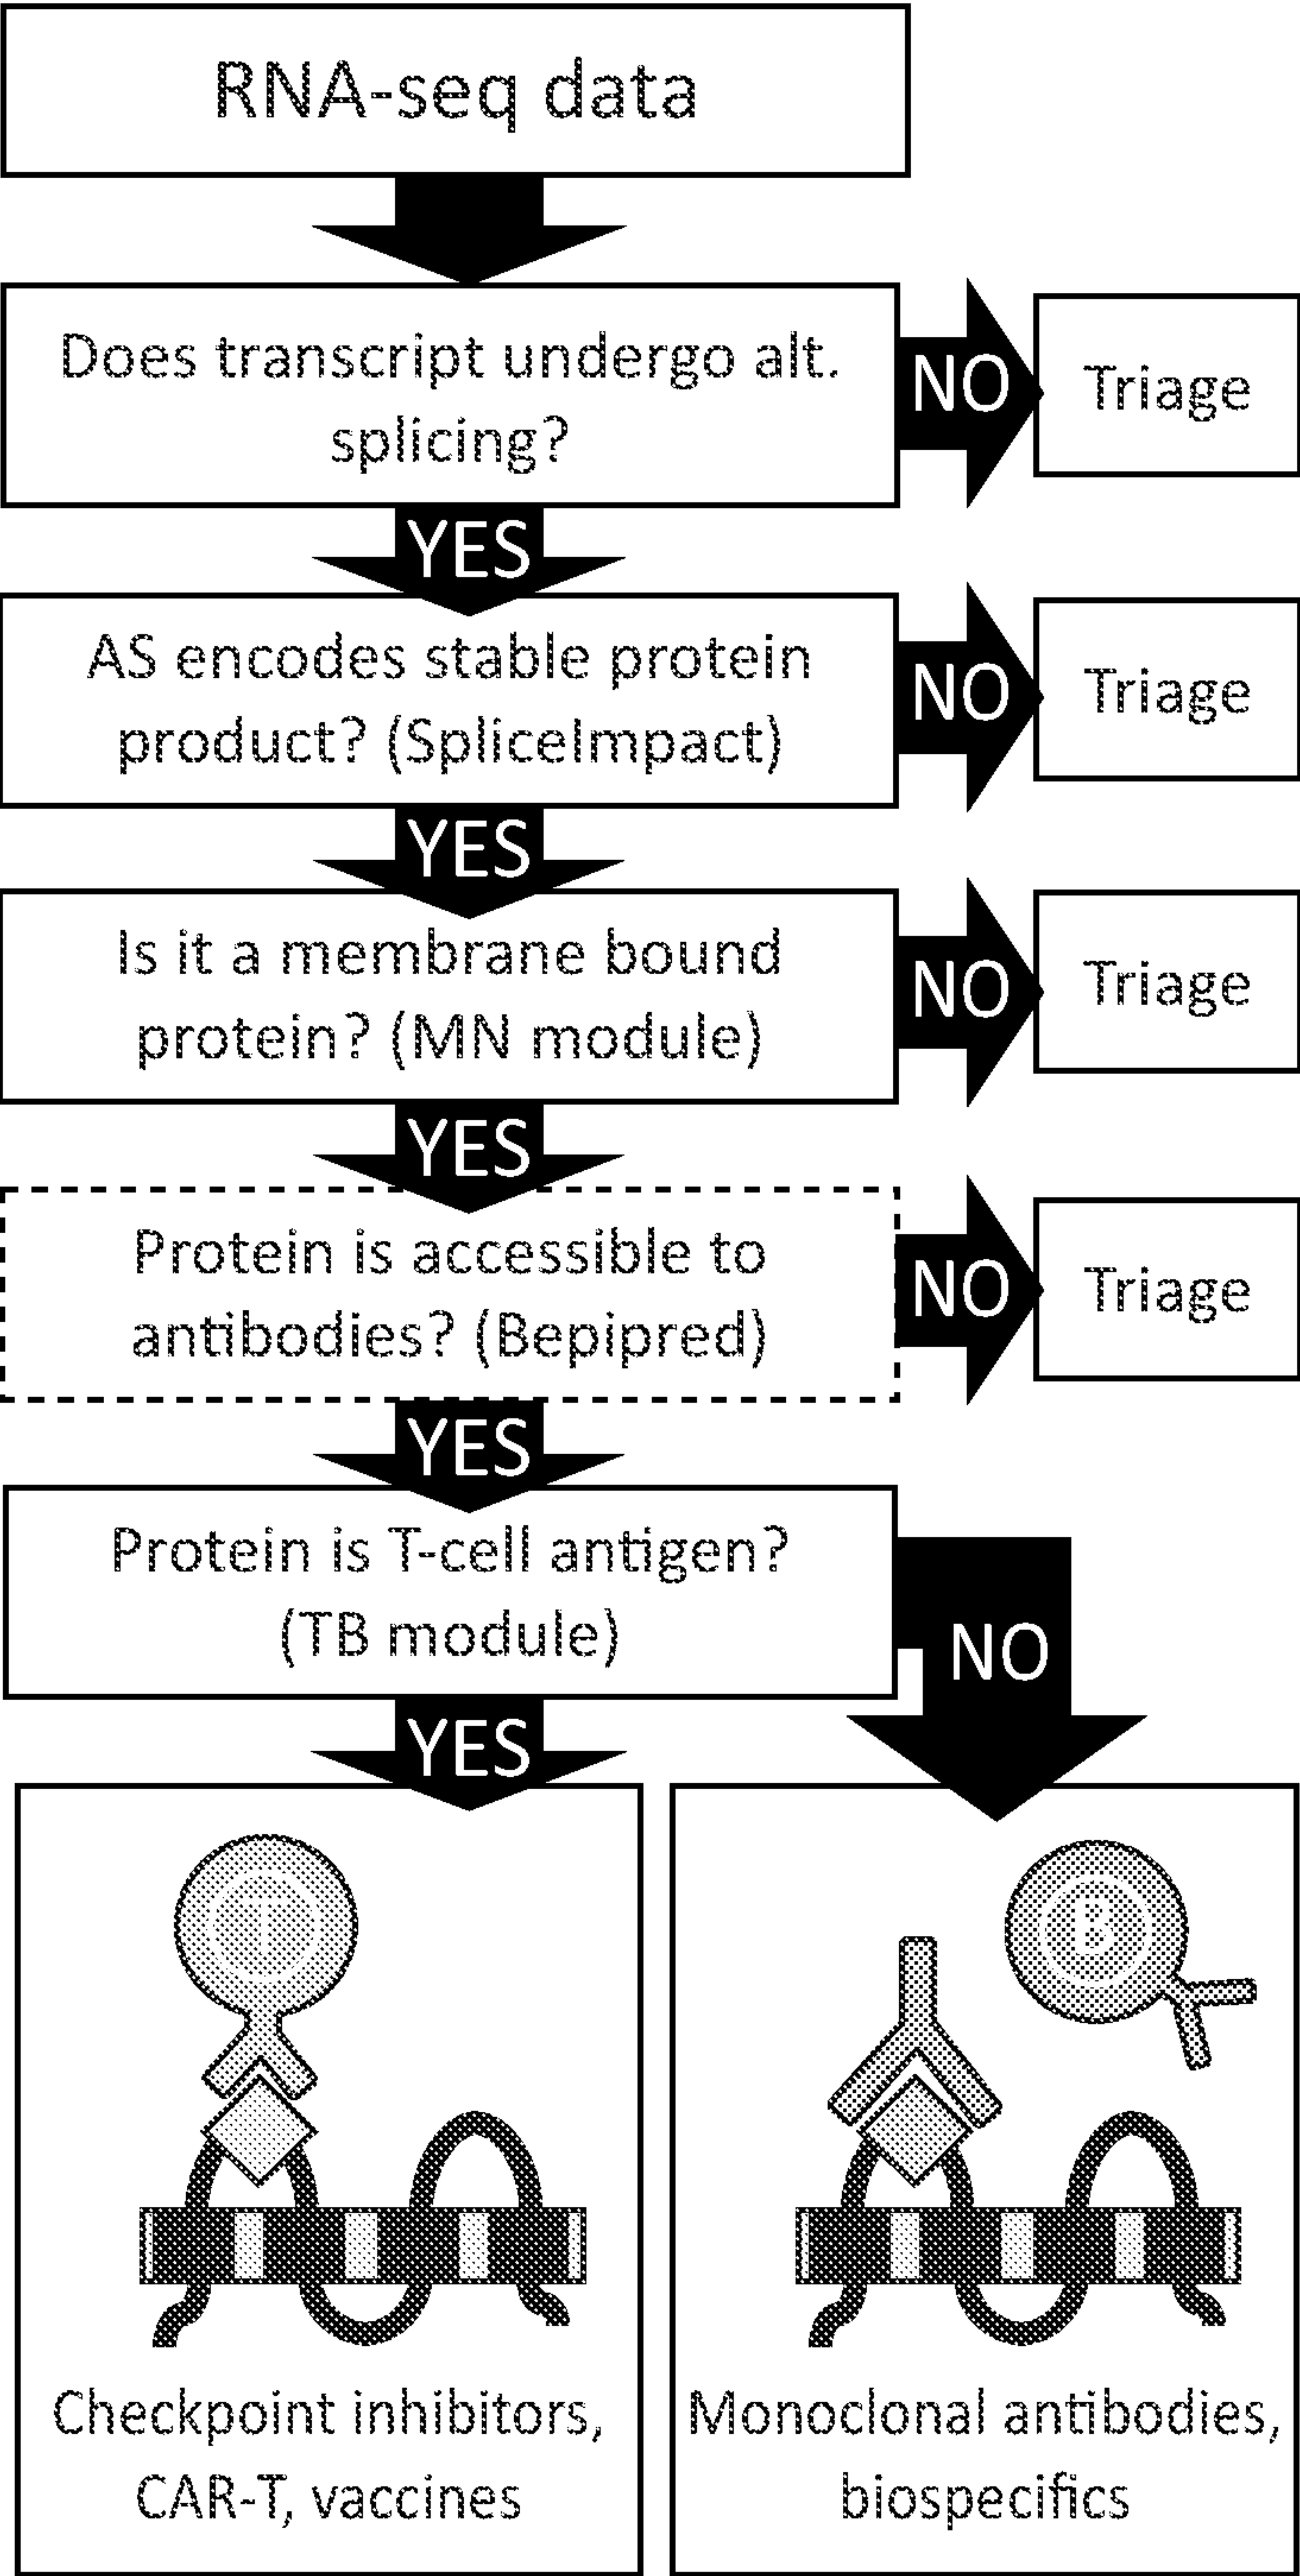 RNA-seq data
Does transcript undergo alt.
splicing?
NO
Triage
YES
AS encodes stable protein
product? (SpliceImpact)
NO
Triage
YES
Is it a membrane bound
protein? (MN module)
NO
Triage
YES
Protein is accessible to
antibodies? (Bepipred)
NO
Triage
YES
Protein is T-cell antigen?
(TB module)
NO
YES
T
B
Checkpoint inhibitors,
CAR-T, vaccines
Monoclonal antibodies,
biospecifics